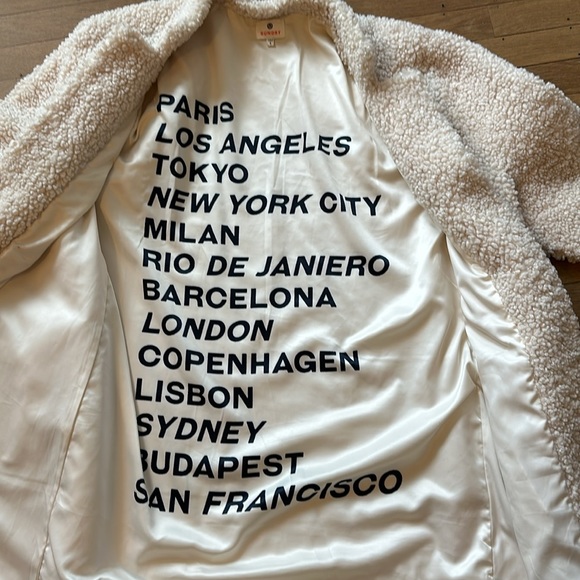 PARIS
LOS ANGELES
TOKYO
NEW YORK CITY
MILAN
RIO DE JANIERO
BARCELONA
LONDON
COPENHAGEN
LISBON
SYDNEY
BUDAPEST
SAN FRANCISCO